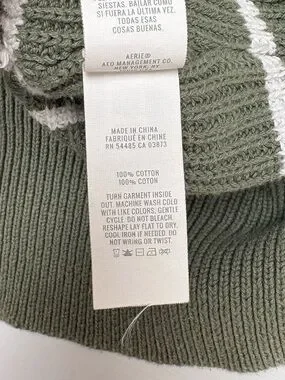 SIESTAS. BAILAR COMO
SI FUERA LA ULTIMA VEZ.
TODAS ESAS
COSAS BUENAS.
AERIE®
AEO MANAGEMENT CO.
NEW YORK, NY
MADE IN CHINA
FABRIQUÉ EN CHINE
RN 54485 CA 03873
100% COTTON
100% COTON
TURN GARMENT INSIDE
OUT. MACHINE WASH COLD
WITH LIKE COLORS; GENTLE
CYCLE. DO NOT BLEACH.
RESHAPE LAY FLAT TO DRY.
COOL IRON IF NEEDED. DO
NOT WRING OR TWIST.